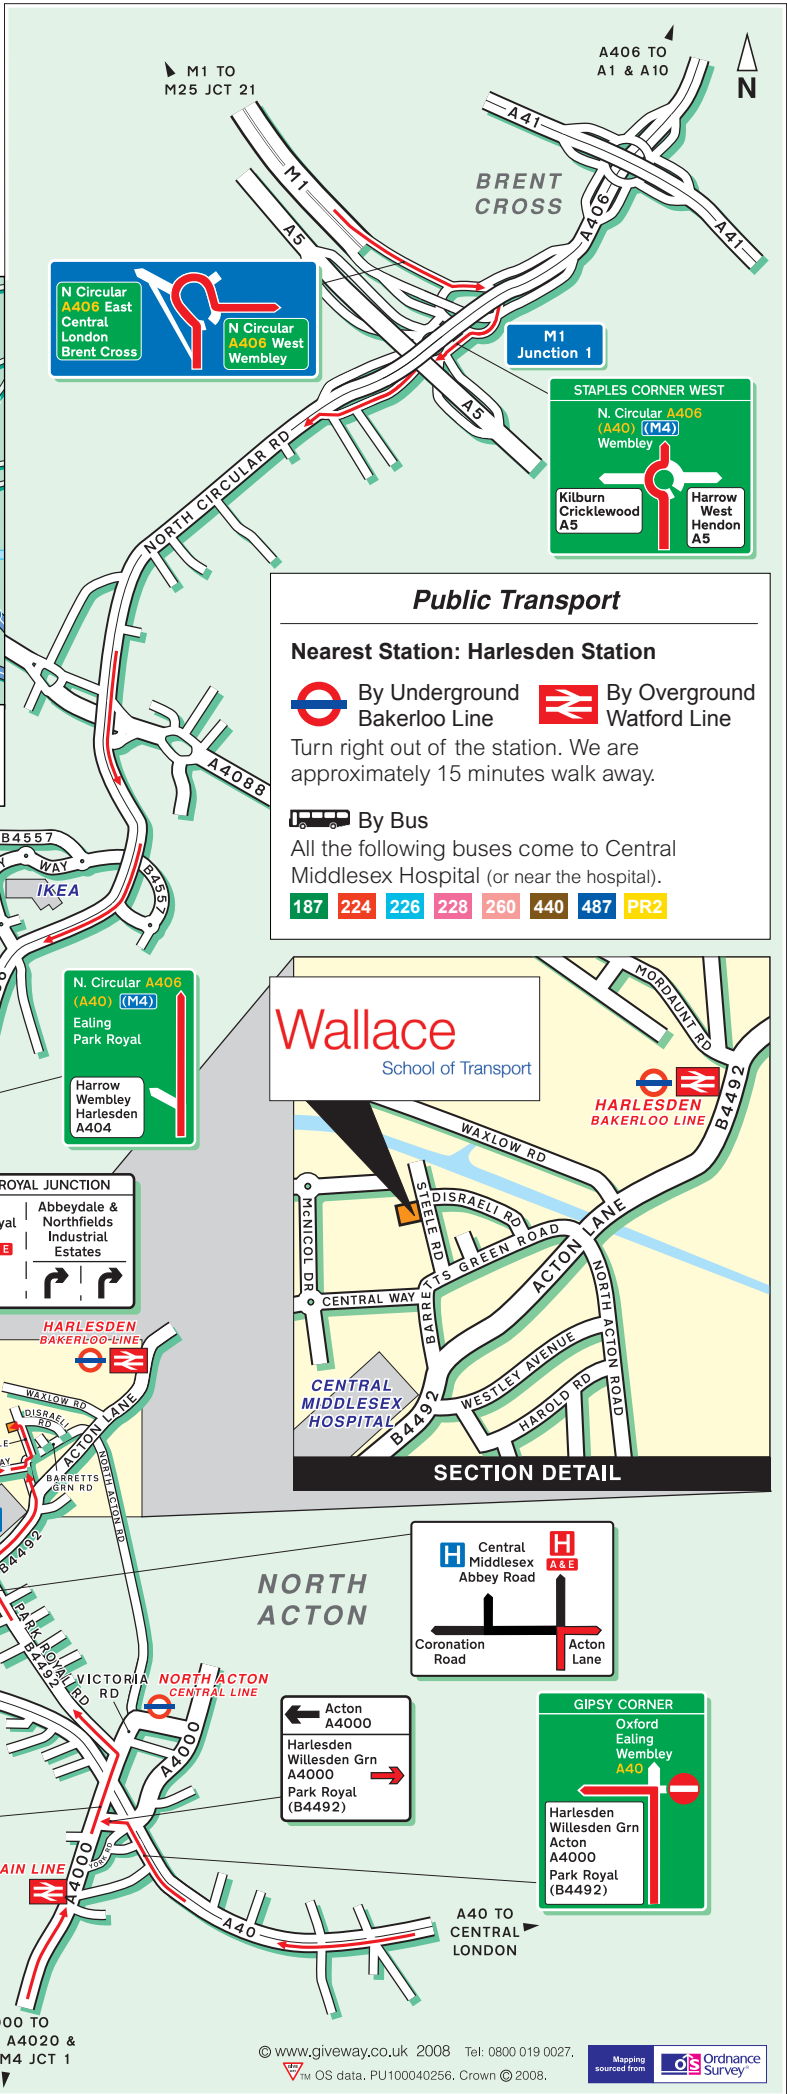 M1 TO
M25 JCT 21
A406 TO
A1 & A10
N
A41
BRENT
CROSS
M1
A5
A406
A41
N Circular
A406 East
Central
London
Brent Cross
N Circular
A406 West
Wembley
M1
Junction 1
A5
STAPLES CORNER WEST
N. Circular A406
(A40) (M4)
Wembley
Kilburn
Cricklewood
A5
Harrow
West
Hendon
A5
NORTH CIRCULAR RD
Public Transport
Nearest Station: Harlesden Station
By Underground
Bakerloo Line
By Overground
Watford Line
Turn right out of the station. We are
approximately 15 minutes walk away.
By Bus
All the following buses come to Central
Middlesex Hospital (or near the hospital).
187 224 226 228 260 440 487 PR2
A4088
B4557
WAY
B4557
IKEA
N. Circular A406
(A40) (M4)
Ealing
Park Royal
Harrow
Wembley
Harlesden
A404
Wallace
School of Transport
MORDAUNT RD
B4492
HARLESDEN
BAKERLOO LINE
WAXLOW RD
McNICOL DR
STEELE RD
DISRAELI RD
BARRETTS GREEN ROAD
ACTON LANE
CENTRAL WAY
NORTH ACTON ROAD
WESTLEY AVENUE
HAROLD RD
CENTRAL
MIDDLESEX
HOSPITAL
B4492
SECTION DETAIL
ROYAL JUNCTION
yal
E
Abbeydale &
Northfields
Industrial
Estates
HARLESDEN
BAKERLOO LINE
WAXLOW RD
DISRAELI
RD
ACTON LANE
BARRETTS
GRN RD
NORTH ACTON RD
B4492
NORTH
ACTON
H
Central
Middlesex
Abbey Road
H
A & E
Coronation
Road
Acton
Lane
PARK ROYAL RD
B4492
VICTORIA
RD
NORTH ACTON
CENTRAL LINE
A4000
Acton
A4000
Harlesden
Willesden Grn
A4000
Park Royal
(B4492)
GIPSY CORNER
Oxford
Ealing
Wembley
A40
Harlesden
Willesden Grn
Acton
A4000
Park Royal
(B4492)
YORK RD
AIN LINE
A4000
A40
A40 TO
CENTRAL
LONDON
00 TO
A4020 &
M4 JCT 1
© www.giveway.co.uk 2008 Tel: 0800 019 0027.
TM OS data. PU100040256. Crown © 2008.
Mapping
sourced from
OS Ordnance
Survey®